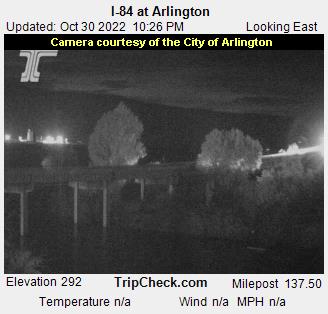 I-84 at Arlington
Updated: Oct 30 2022 10:26 PM Looking East
Camera courtesy of the City of Arlington
Elevation 292 TripCheck.com Milepost 137.50
Temperature n/a Wind n/a MPH n/a